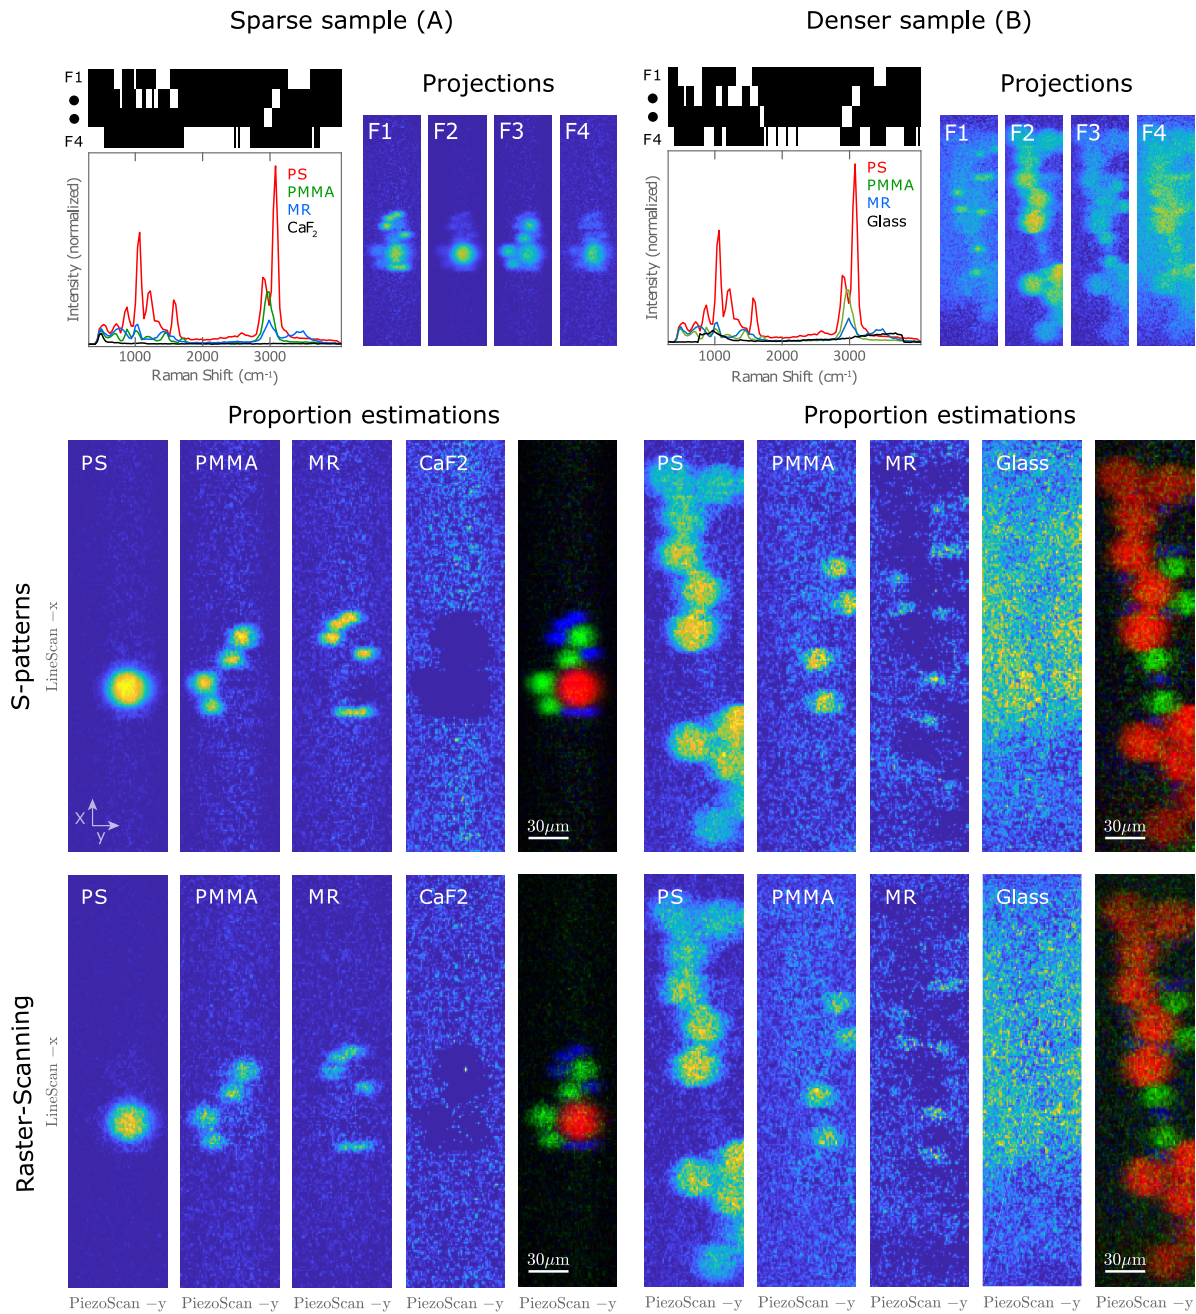 Sparse sample (A)
Denser sample (B)
F1
F4
Projections
F1 F2 F3 F4
Intensity (normalized)
PS
PMMA
MR
CaF2
1000 2000 3000
Raman Shift (cm-1)
F1
F4
Projections
F1 F2 F3 F4
Intensity (normalized)
PS
PMMA
MR
Glass
1000 2000 3000
Raman Shift (cm-1)
Proportion estimations
Proportion estimations
S-patterns
LineScan −x
PS PMMA MR CaF2
PS PMMA MR Glass
X
y
30μm
30μm
Raster-Scanning
LineScan −x
PS PMMA MR CaF2
PS PMMA MR Glass
30μm
30μm
PiezoScan −y PiezoScan −y PiezoScan −y PiezoScan −y PiezoScan −y
PiezoScan −y PiezoScan −y PiezoScan −y PiezoScan −y PiezoScan −y